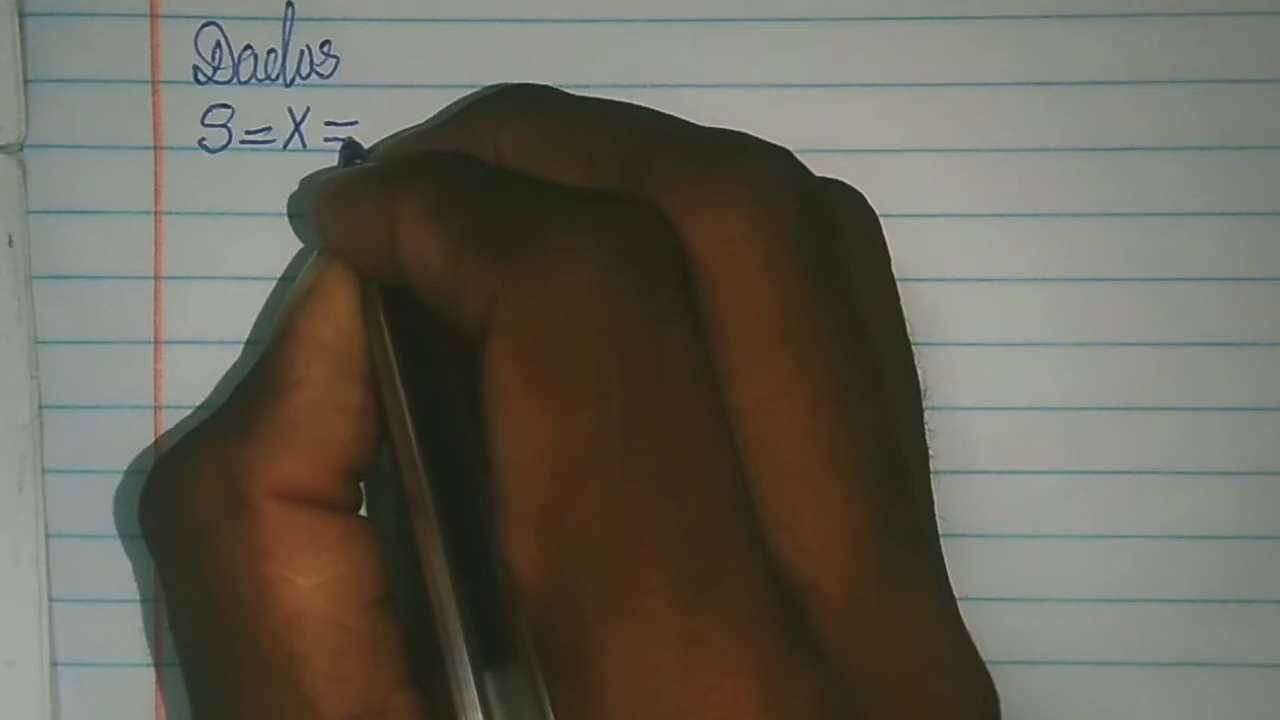 Dados
S = X =